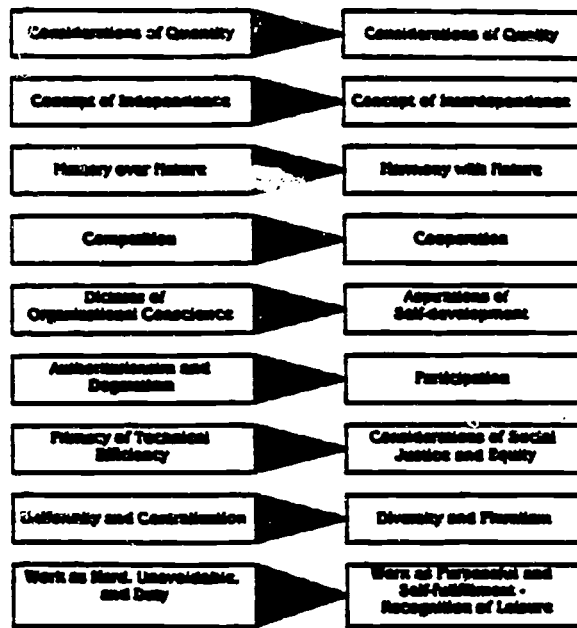 Considerations of Quantity
Considerations of Quality
Concept of Independence
Concept of Interdependence
Mastery over Nature
Harmony with Nature
Competition
Cooperation
Dictates of
Organisational Conscience
Aspirations of
Self-development
Authoritarianism and
Dogmatism
Participation
Primacy of Technical
Efficiency
Considerations of Social
Justice and Equity
Uniformity and Centralisation
Diversity and Pluralism
Work as Hard, Unavoidable,
and Duty
Work as Purposeful and
Self-fulfillment -
Recognition of Leisure